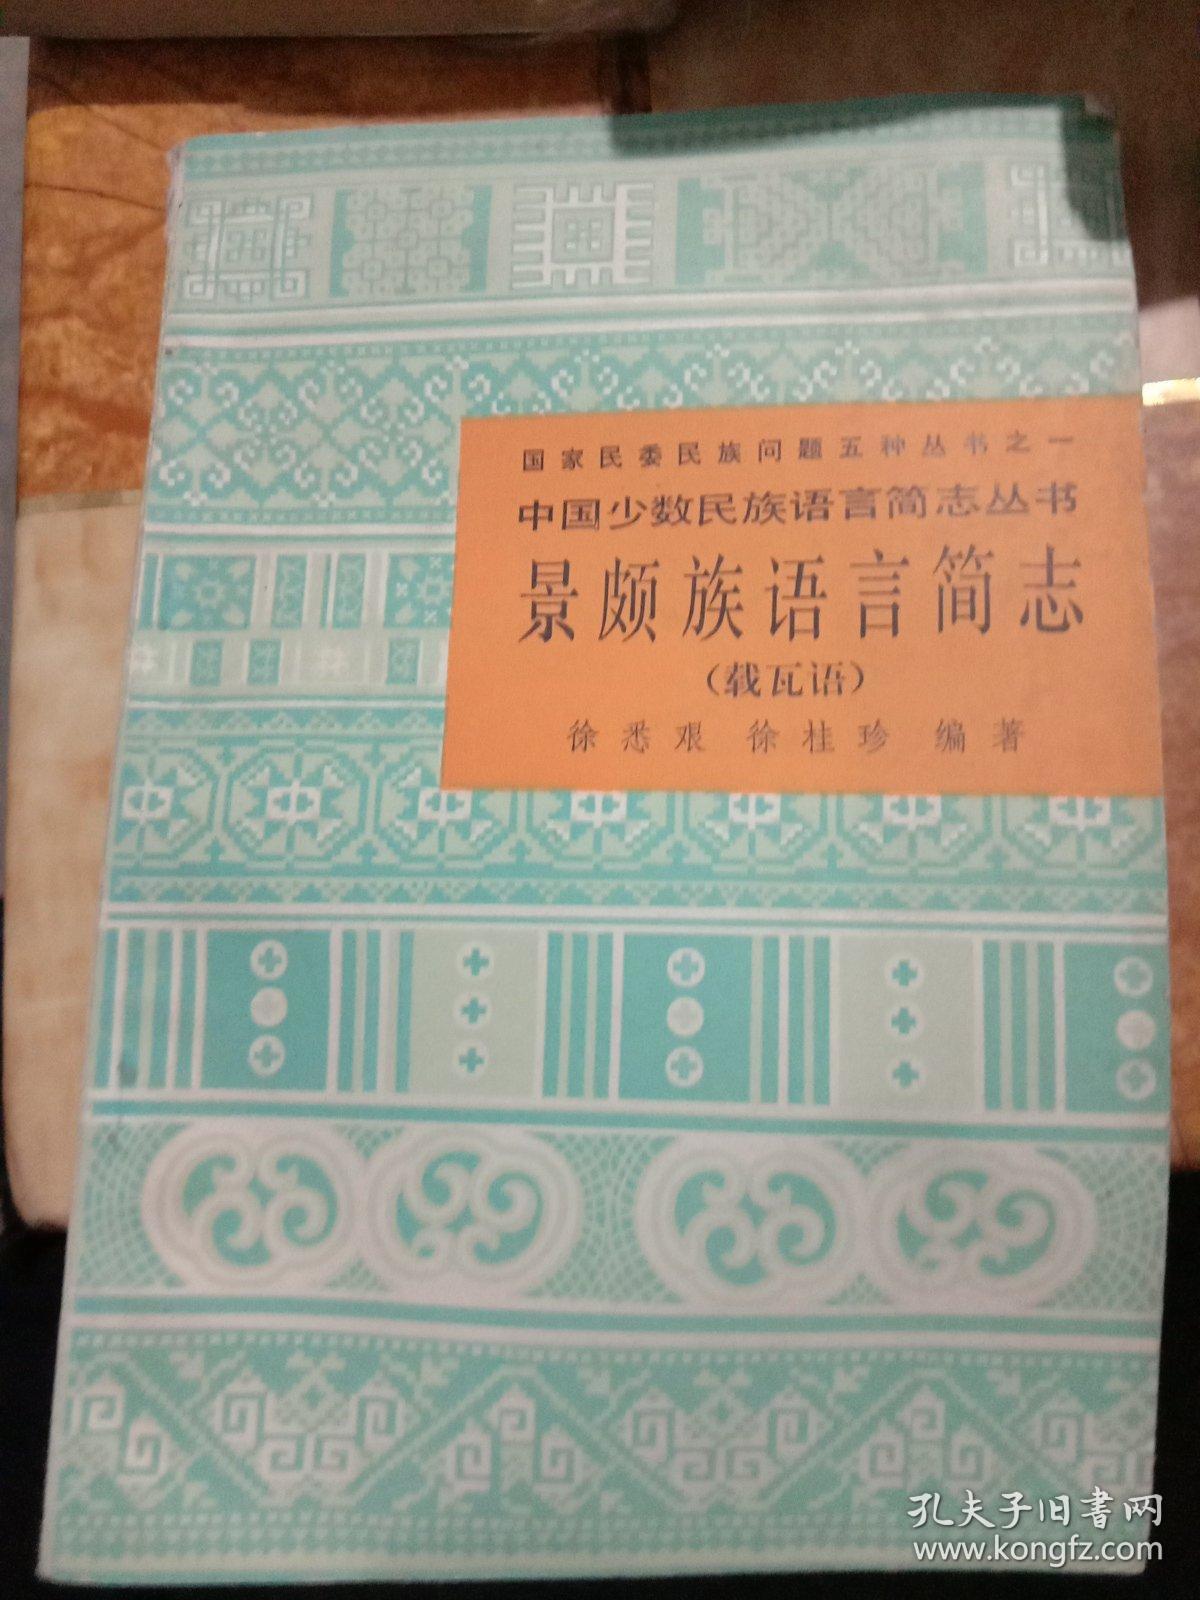 国家民委民族问题五种丛书之一
中国少数民族语言简志丛书
景颇族语言简志
（载瓦语）
徐悉艰 徐桂珍 编著
孔夫子旧书网
www.kongfz.com